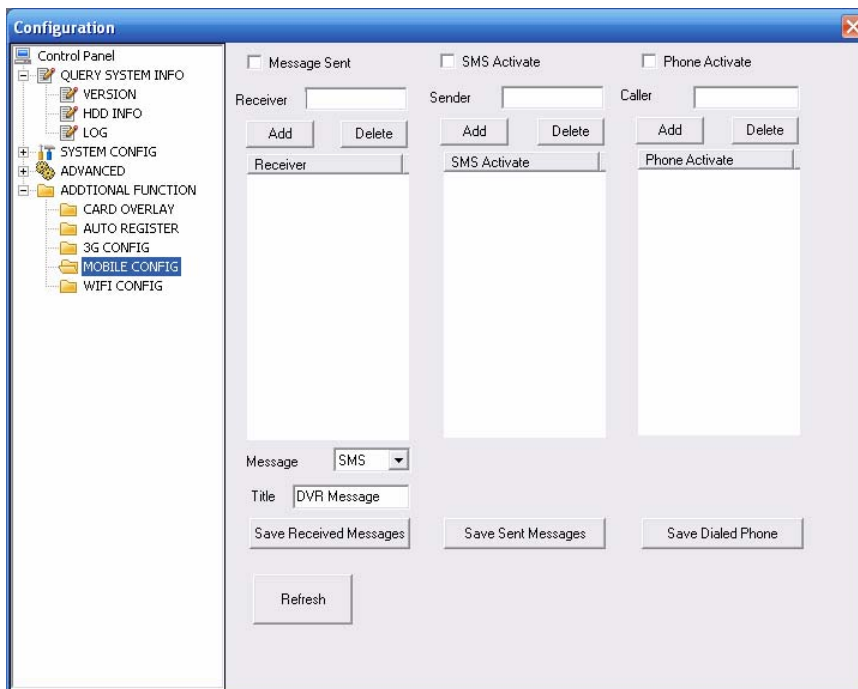 Configuration
Control Panel
QUERY SYSTEM INFO
VERSION
HDD INFO
LOG
SYSTEM CONFIG
ADVANCED
ADDTIONAL FUNCTION
CARD OVERLAY
AUTO REGISTER
3G CONFIG
MOBILE CONFIG
WIFI CONFIG
Message Sent
SMS Activate
Phone Activate
Receiver
Sender
Caller
Add
Delete
Add
Delete
Add
Delete
Receiver
SMS Activate
Phone Activate
Message
SMS
Title
DVR Message
Save Received Messages
Save Sent Messages
Save Dialed Phone
Refresh